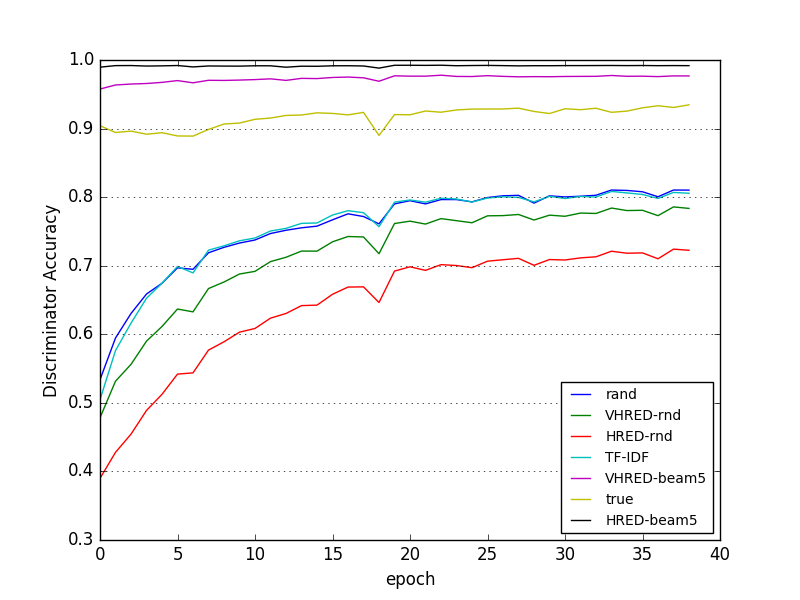 1.0
0.9
0.8
0.7
0.6
0.5
0.4
0.3
Discriminator Accuracy
0 5 10 15 20 25 30 35 40
epoch
rand
VHRED-rnd
HRED-rnd
TF-IDF
VHRED-beam5
true
HRED-beam5